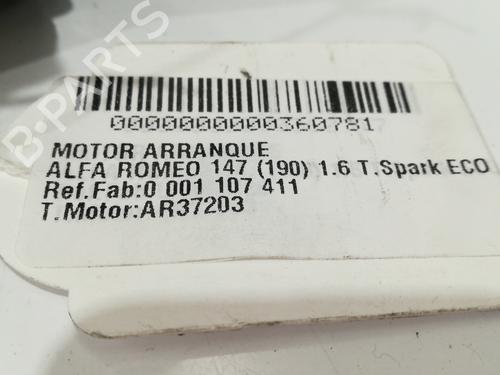 B-PARTS
0000000000360781
MOTOR ARRANQUE
ALFA ROMEO 147 (190) 1.6 T.Spark ECO
Ref.Fab:0 001 107 411
T.Motor:AR37203